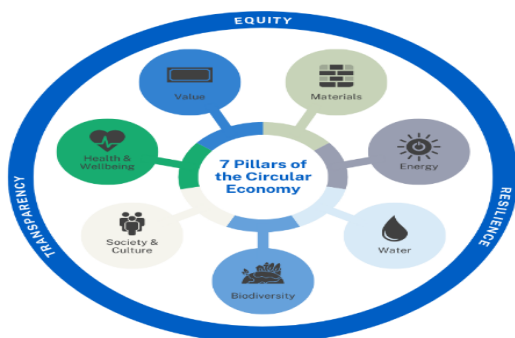 EQUITY
Value
Materials
Health &
Wellbeing
7 Pillars of
the Circular
Economy
Energy
TRANSPARENCY
RESILIENCE
Society &
Culture
Water
Biodiversity